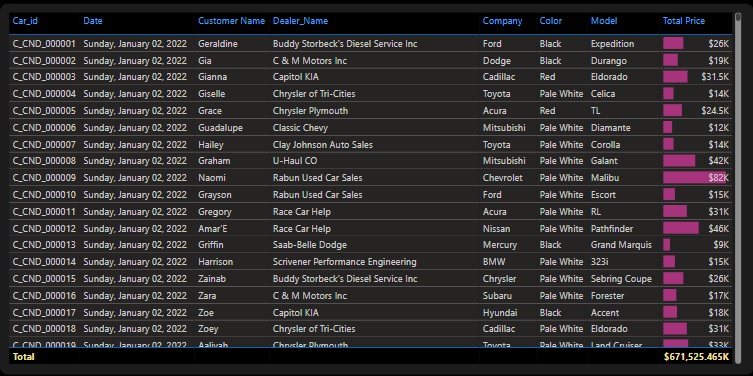 Car_id Date Customer Name Dealer_Name Company Color Model Total Price
C_CND_000001 Sunday, January 02, 2022 Geraldine Buddy Storbeck's Diesel Service Inc Ford Black Expedition $26K
C_CND_000002 Sunday, January 02, 2022 Gia C & M Motors Inc Dodge Black Durango $19K
C_CND_000003 Sunday, January 02, 2022 Gianna Capitol KIA Cadillac Red Eldorado $31.5K
C_CND_000004 Sunday, January 02, 2022 Giselle Chrysler of Tri-Cities Toyota Pale White Celica $14K
C_CND_000005 Sunday, January 02, 2022 Grace Chrysler Plymouth Acura Red TL $24.5K
C_CND_000006 Sunday, January 02, 2022 Guadalupe Classic Chevy Mitsubishi Pale White Diamante $12K
C_CND_000007 Sunday, January 02, 2022 Hailey Clay Johnson Auto Sales Toyota Pale White Corolla $14K
C_CND_000008 Sunday, January 02, 2022 Graham U-Haul CO Mitsubishi Pale White Galant $42K
C_CND_000009 Sunday, January 02, 2022 Naomi Rabun Used Car Sales Chevrolet Pale White Malibu $82K
C_CND_000010 Sunday, January 02, 2022 Grayson Rabun Used Car Sales Ford Pale White Escort $15K
C_CND_000011 Sunday, January 02, 2022 Gregory Race Car Help Acura Pale White RL $31K
C_CND_000012 Sunday, January 02, 2022 Amar'E Race Car Help Nissan Pale White Pathfinder $46K
C_CND_000013 Sunday, January 02, 2022 Griffin Saab-Belle Dodge Mercury Black Grand Marquis $9K
C_CND_000014 Sunday, January 02, 2022 Harrison Scrivener Performance Engineering BMW Pale White 323i $15K
C_CND_000015 Sunday, January 02, 2022 Zainab Buddy Storbeck's Diesel Service Inc Chrysler Pale White Sebring Coupe $26K
C_CND_000016 Sunday, January 02, 2022 Zara C & M Motors Inc Subaru Pale White Forester $17K
C_CND_000017 Sunday, January 02, 2022 Zoe Capitol KIA Hyundai Black Accent $18K
C_CND_000018 Sunday, January 02, 2022 Zoey Chrysler of Tri-Cities Cadillac Pale White Eldorado $31K
C_CND_000019 Sunday, January 02, 2022 Aaliyah Chrysler Plymouth Toyota Pale White Land Cruiser $33K
Total $671,525.465K